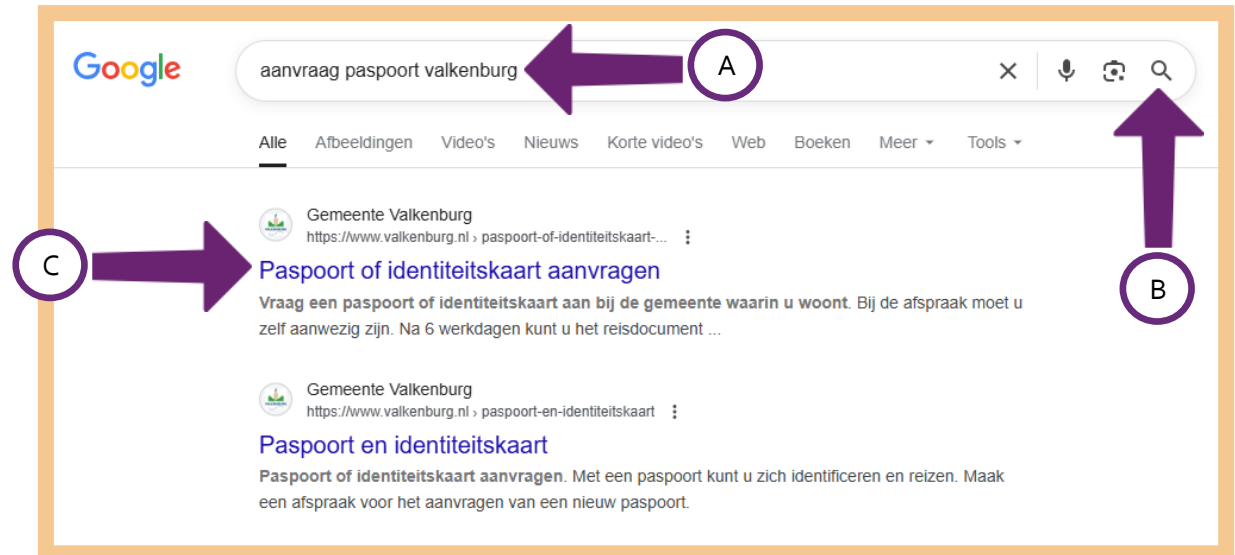 Google
aanvraag paspoort valkenburg
A
Alle Afbeeldingen Video's Nieuws Korte video's Web Boeken Meer Tools
Gemeente Valkenburg
https://www.valkenburg.nl › paspoort-of-identiteitskaart-...
C
Paspoort of identiteitskaart aanvragen
B
Vraag een paspoort of identiteitskaart aan bij de gemeente waarin u woont. Bij de afspraak moet u
zelf aanwezig zijn. Na 6 werkdagen kunt u het reisdocument ...
Gemeente Valkenburg
https://www.valkenburg.nl › paspoort-en-identiteitskaart
Paspoort en identiteitskaart
Paspoort of identiteitskaart aanvragen. Met een paspoort kunt u zich identificeren en reizen. Maak
een afspraak voor het aanvragen van een nieuw paspoort.